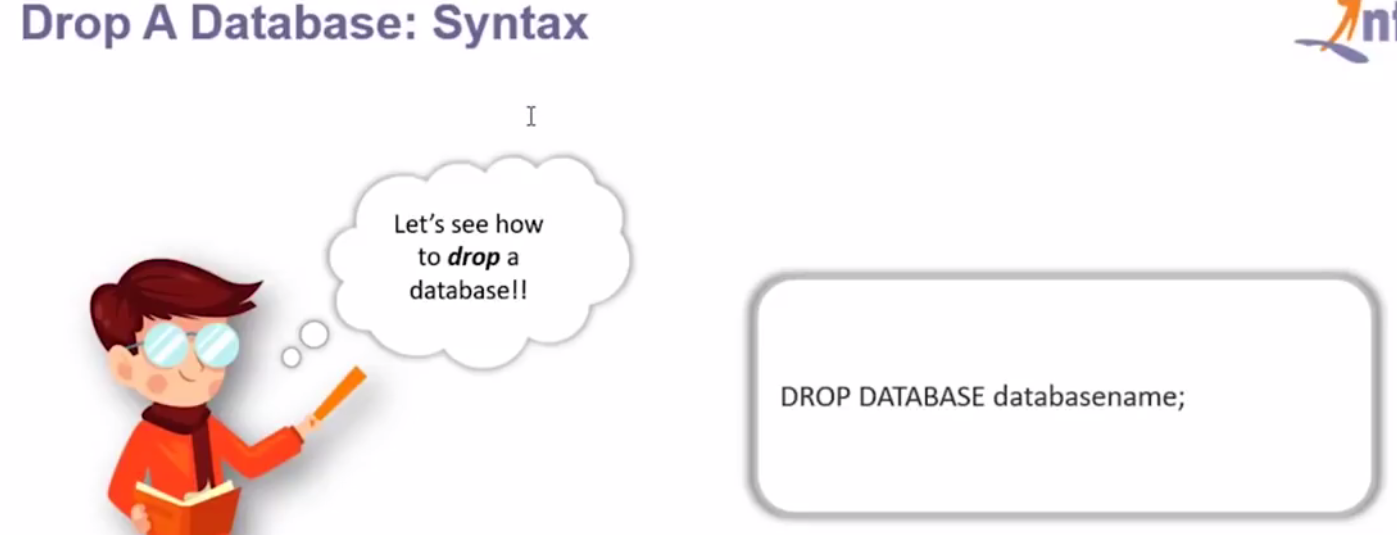 Drop A Database: Syntax
Let's see how
to drop a
database!!
DROP DATABASE databasename;